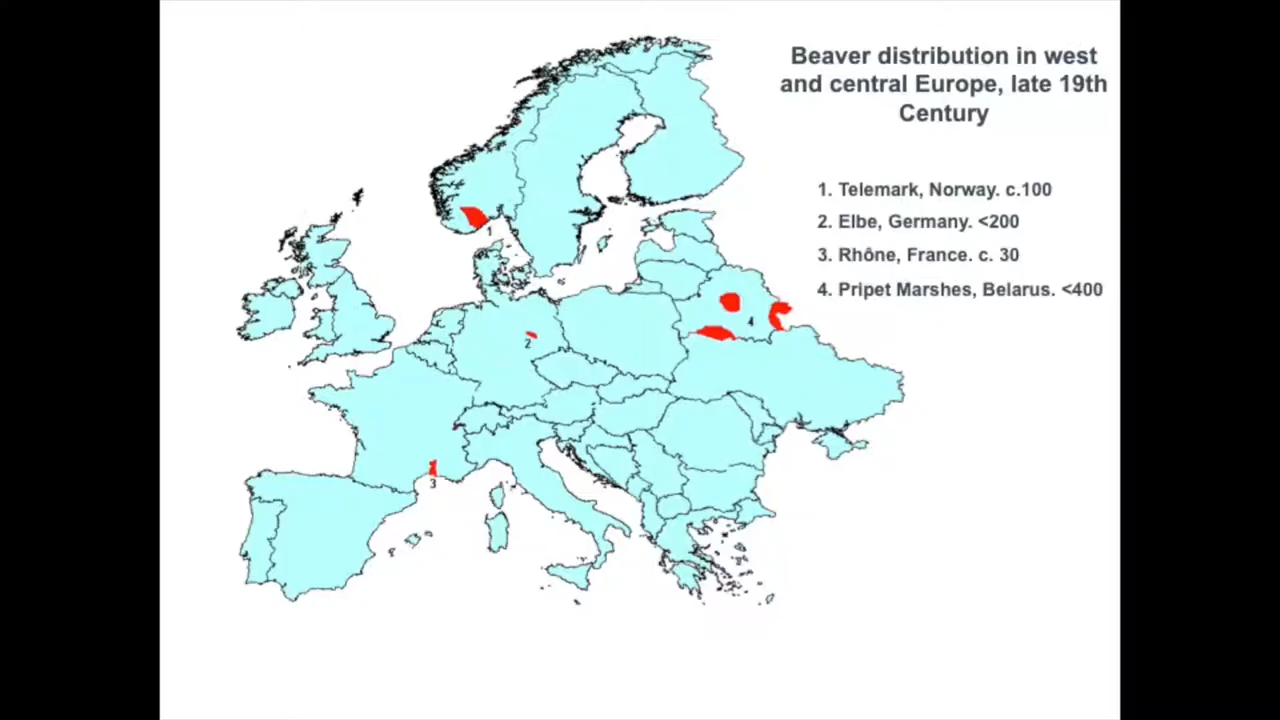 Beaver distribution in west
and central Europe, late 19th
Century
1. Telemark, Norway. c.100
2. Elbe, Germany. <200
3. Rhône, France. c. 30
4. Pripet Marshes, Belarus. <400
1
4
2
3